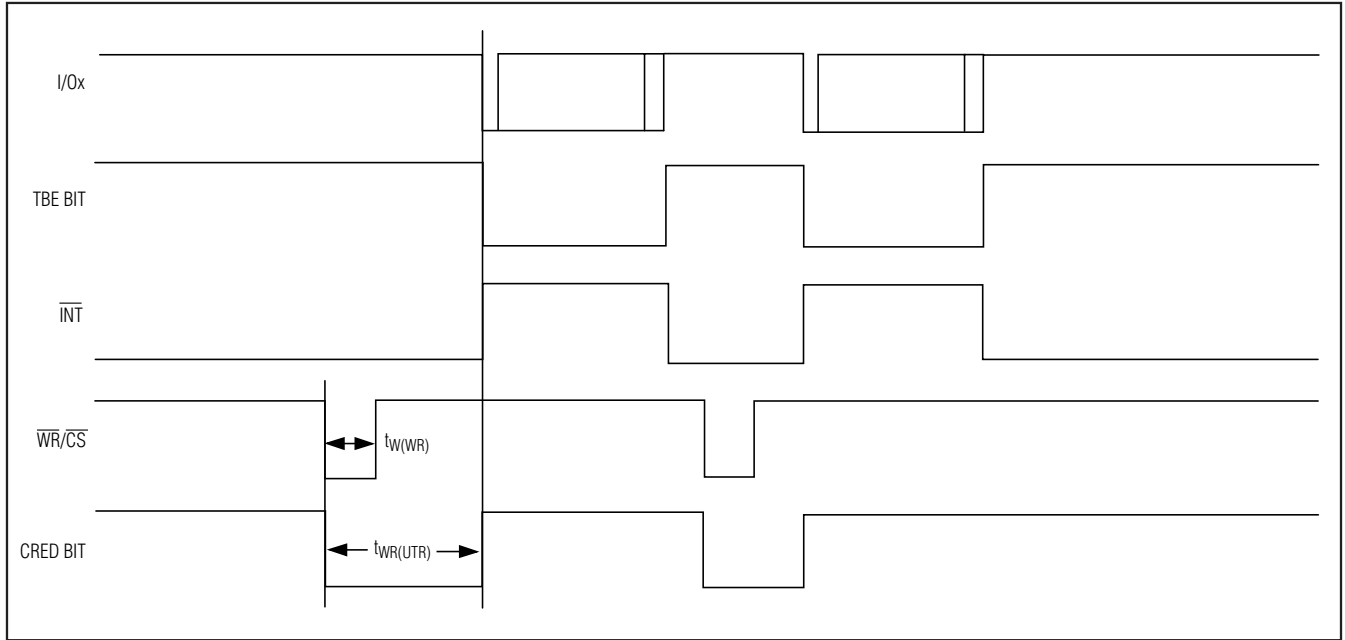 I/Ox
TBE BIT
INT
WR/CS
tW(WR)
CRED BIT
tWR(UTR)